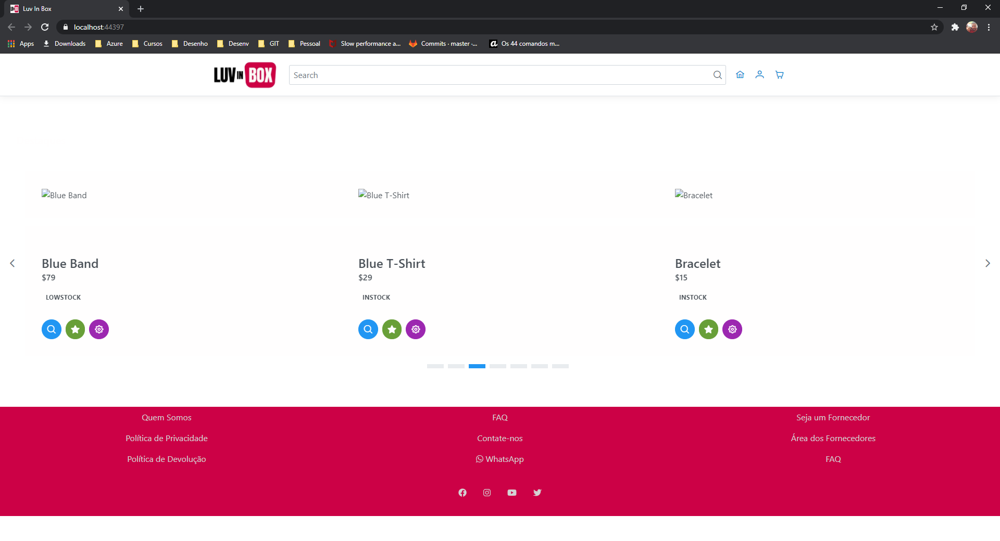 Luv In Box
localhost:44397
Apps Downloads Azure Cursos Desenho Desenv GIT Pessoal Slow performance a... Commits · master ·... a Os 44 comandos m...
LUV IN BOX Search
Blue Band Blue T-Shirt Bracelet
Blue Band Blue T-Shirt Bracelet
$79 $29 $15
LOWSTOCK INSTOCK INSTOCK
Quem Somos FAQ Seja um Fornecedor
Política de Privacidade Contate-nos Área dos Fornecedores
Política de Devolução WhatsApp FAQ